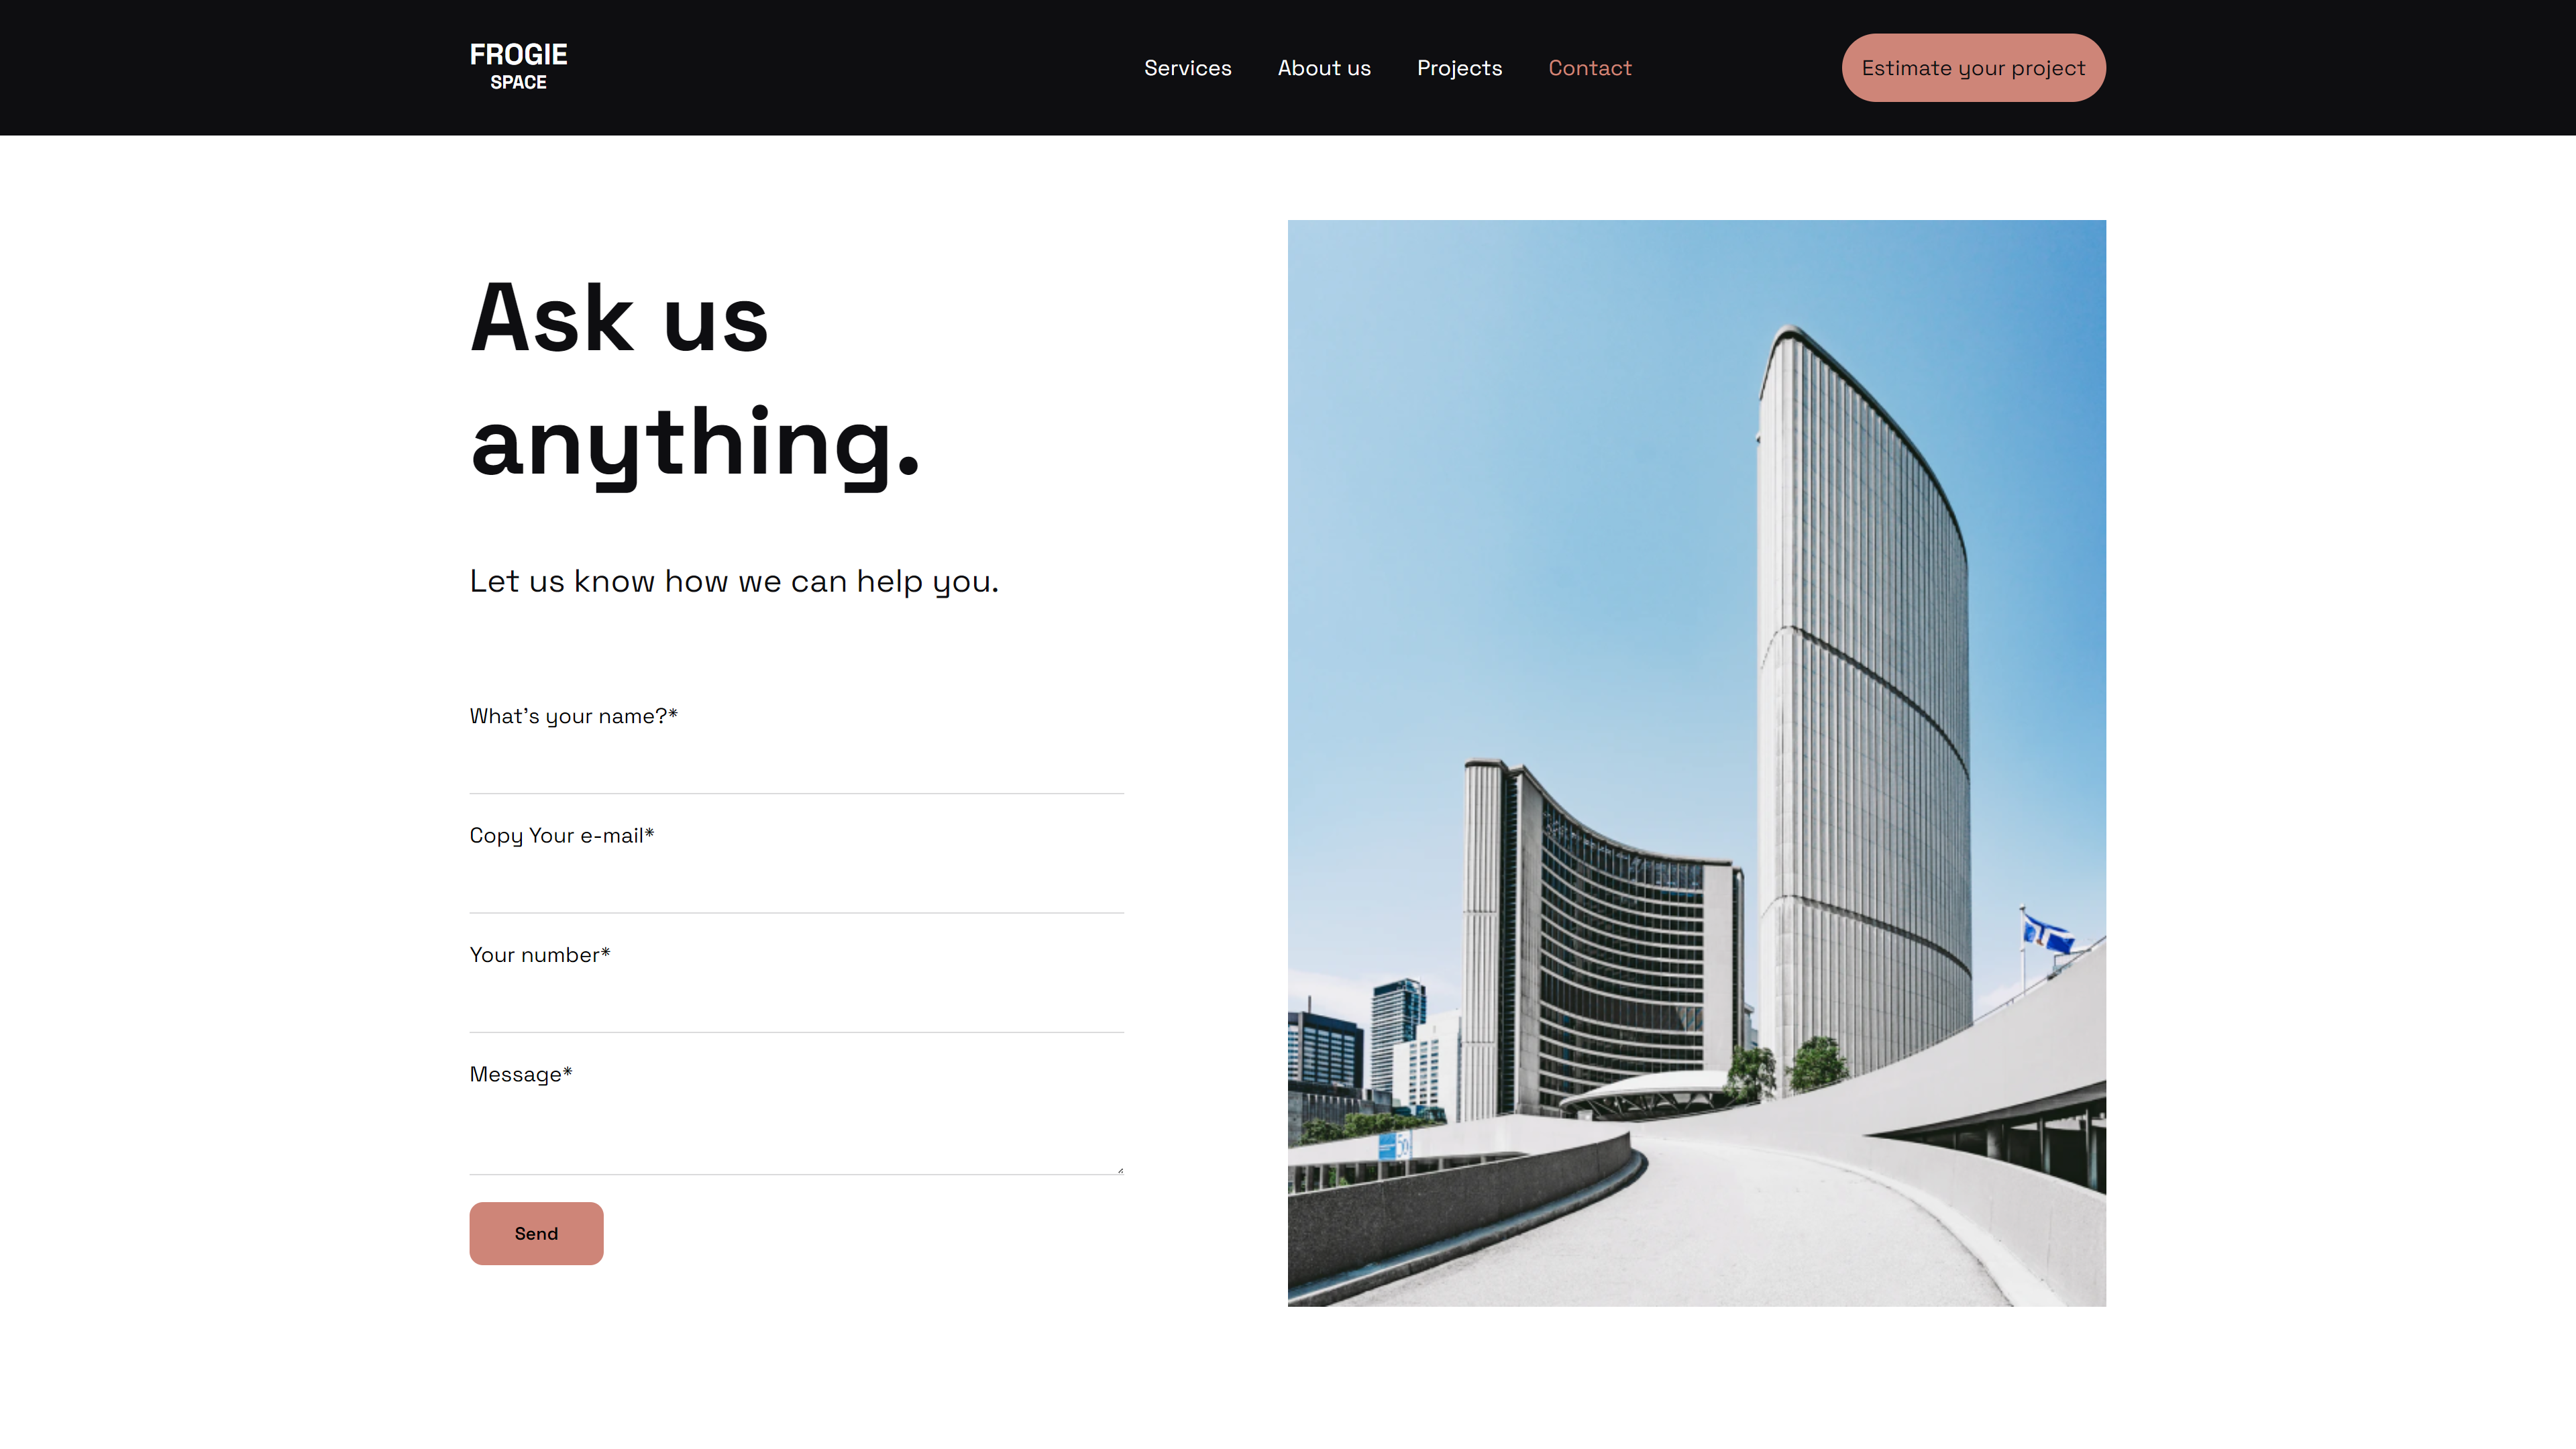 FROGIE
SPACE
Services
About us
Projects
Contact
Estimate your project
Ask us
anything.
Let us know how we can help you.
What's your name?*
Copy Your e-mail*
Your number*
Message*
Send
50